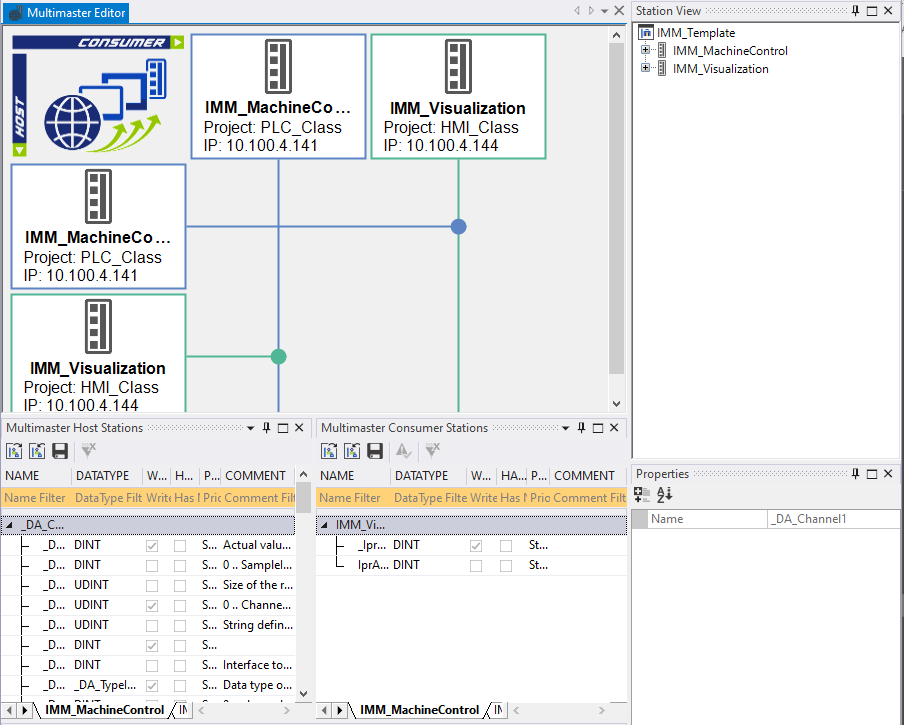 Multimaster Editor
CONSUMER
HOST
IMM_MachineCo...
Project: PLC_Class
IP: 10.100.4.141
IMM_Visualization
Project: HMI_Class
IP: 10.100.4.144
IMM_MachineCo...
Project: PLC_Class
IP: 10.100.4.141
IMM_Visualization
Project: HMI_Class
IP: 10.100.4.144
Station View
IMM_Template
IMM_MachineControl
IMM_Visualization
Multimaster Host Stations
NAME DATATYPE W... H... P... COMMENT
Name Filter DataType Filt Write Has I Pric Comment Filt
_DA_C...
_D... DINT S... Actual valu...
_D... DINT S... 0 .. Samplel...
_D... UDINT S... Size of the r...
_D... UDINT S... 0 .. Channe...
_D... UDINT S... String defin...
_D... DINT S...
_D... DINT S... Interface to...
_D... _DA_TypeI... S... Data type o...
IMM_MachineControl
Multimaster Consumer Stations
NAME DATATYPE W... HA... P... COMMENT
Name Filter DataType Filte Write Has I Pric Comment Filt
IMM_Vi...
_Ipr... DINT St...
IprA... DINT St...
IMM_MachineControl
Properties
Name _DA_Channel1